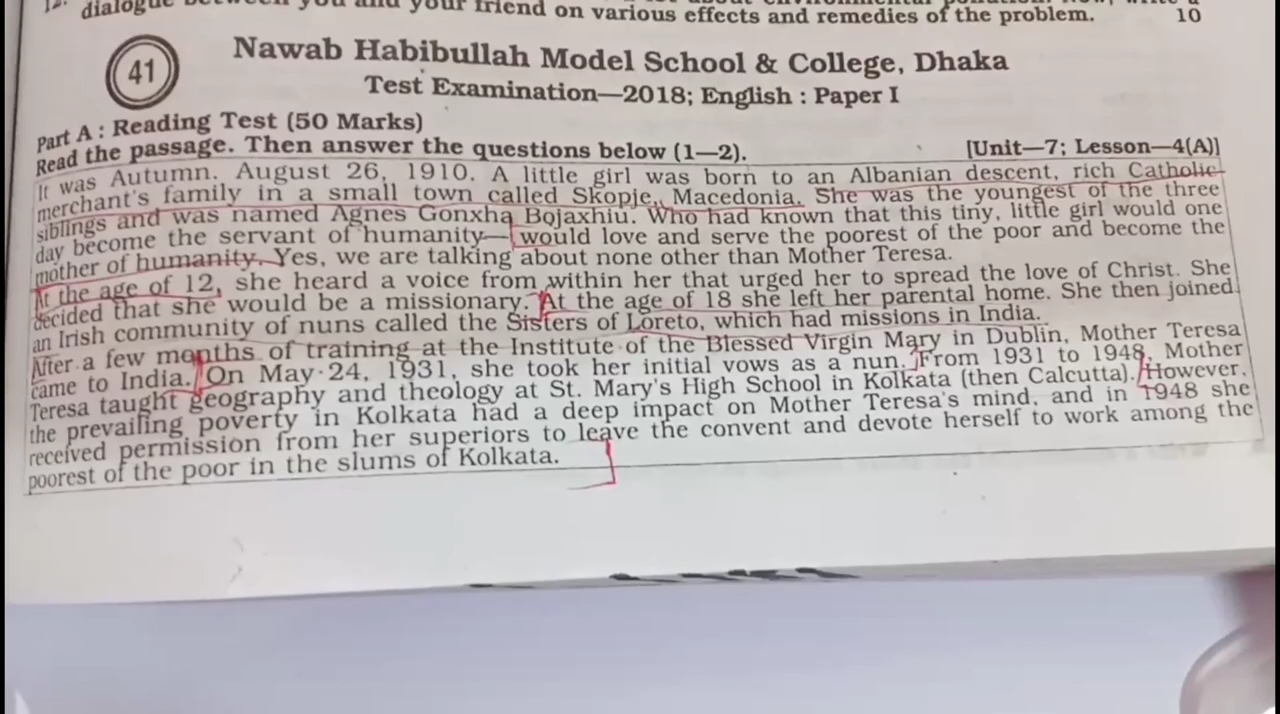 12. dialogue between you and your friend on various effects and remedies of the problem. 10
41
Nawab Habibullah Model School & College, Dhaka
Test Examination—2018; English : Paper I
Part A : Reading Test (50 Marks)
Read the passage. Then answer the questions below (1—2). [Unit—7; Lesson—4(A)]
It was Autumn. August 26, 1910. A little girl was born to an Albanian descent, rich Catholic
merchant's family in a small town called Skopje, Macedonia. She was the youngest of the three
siblings and was named Agnes Gonxha Bojaxhiu. Who had known that this tiny, little girl would one
day become the servant of humanity— would love and serve the poorest of the poor and become the
mother of humanity. Yes, we are talking about none other than Mother Teresa.
At the age of 12, she heard a voice from within her that urged her to spread the love of Christ. She
decided that she would be a missionary. At the age of 18 she left her parental home. She then joined
an Irish community of nuns called the Sisters of Loreto, which had missions in India.
After a few months of training at the Institute of the Blessed Virgin Mary in Dublin, Mother Teresa
came to India. On May 24, 1931, she took her initial vows as a nun. From 1931 to 1948, Mother
Teresa taught geography and theology at St. Mary's High School in Kolkata (then Calcutta). However,
the prevailing poverty in Kolkata had a deep impact on Mother Teresa's mind, and in 1948 she
received permission from her superiors to leave the convent and devote herself to work among the
poorest of the poor in the slums of Kolkata.